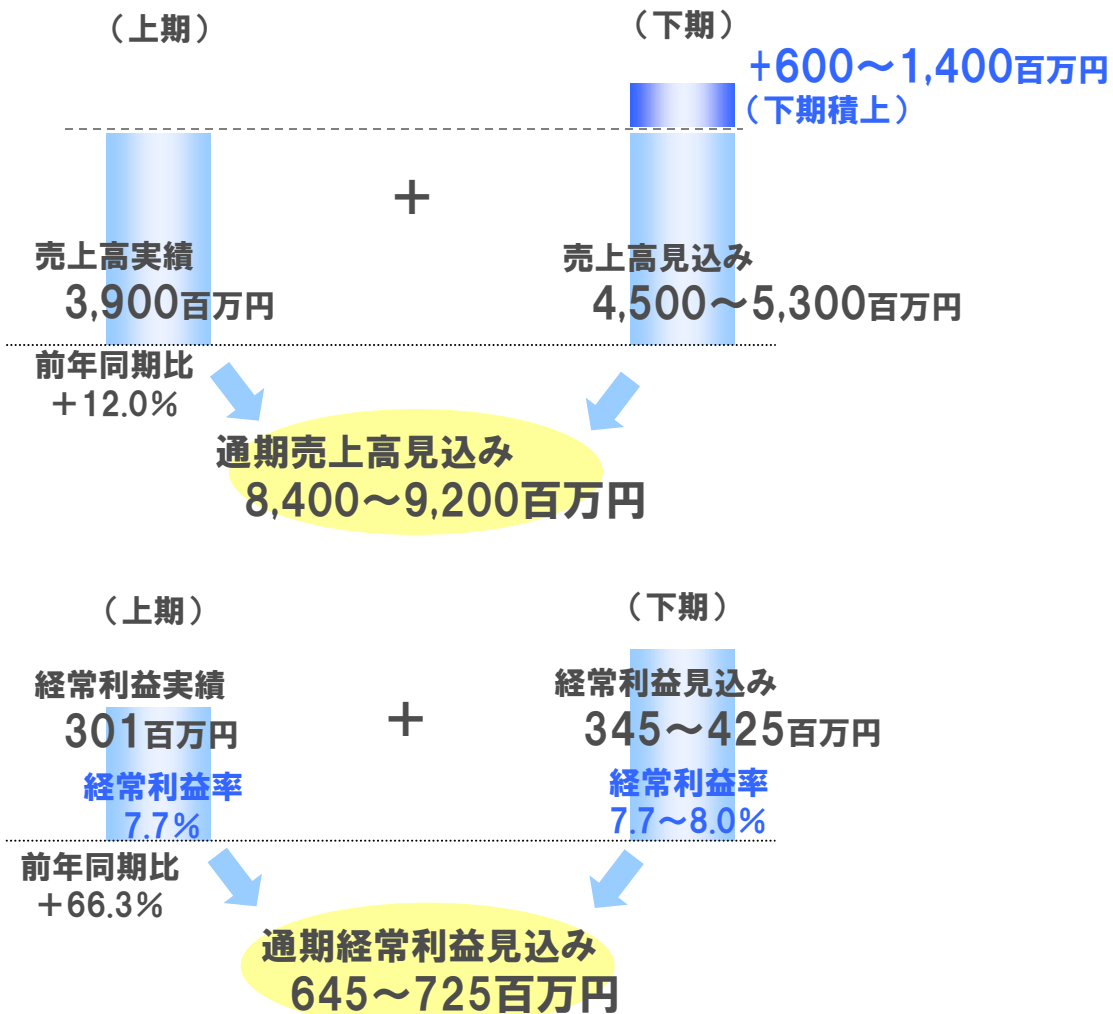 （上期）
（下期）
+600～1,400百万円
（下期積上）
＋
売上高実績
3,900百万円
売上高見込み
4,500～5,300百万円
前年同期比
＋12.0％
通期売上高見込み
8,400～9,200百万円
（上期）
（下期）
経常利益実績
301百万円
＋
経常利益見込み
345～425百万円
経常利益率
7.7％
経常利益率
7.7～8.0％
前年同期比
＋66.3％
通期経常利益見込み
645～725百万円